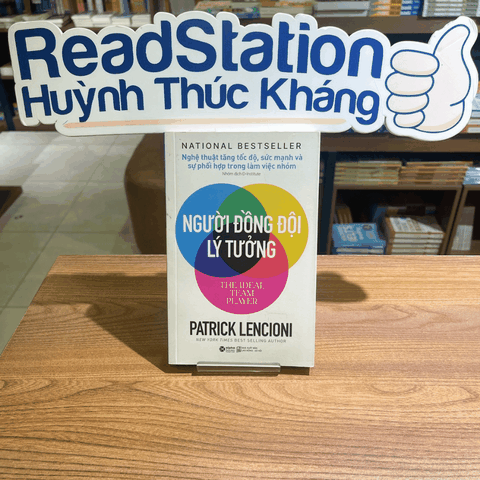 ReadStation
Huỳnh Thúc Kháng
NATIONAL BESTSELLER
Nghệ thuật tăng tốc độ, sức mạnh và
sự phối hợp trong làm việc nhóm
NGƯỜI ĐỒNG ĐỘI
LÝ TƯỞNG
THE IDEAL
TEAM
PLAYER
PATRICK LENCIONI
NEW YORK TIMES BEST SELLING AUTHOR